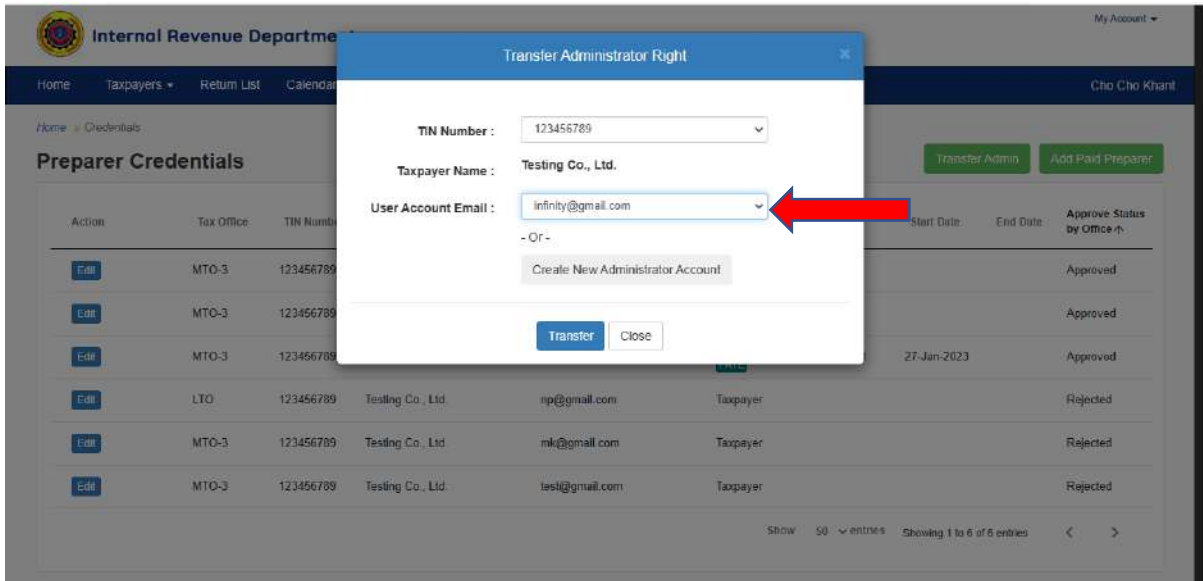 My Account
Internal Revenue Departme
Transfer Administrator Right
×
Home Taxpayers Return List Calendar Cho Cho Khant
Home » Credentials
Preparer Credentials
Transfer Admin Add Paid Preparer
TIN Number : 123456789
Taxpayer Name : Testing Co., Ltd.
User Account Email : infinity@gmail.com
- Or -
Create New Administrator Account
Transfer Close
Action Tax Office TIN Numb Start Date End Date Approve Status by Office ↑
Edit MTO-3 123456789 Approved
Edit MTO-3 123456789 Approved
Edit MTO-3 123456789 27-Jan-2023 Approved
Edit LTO 123456789 Testing Co., Ltd. np@gmail.com Taxpayer Rejected
Edit MTO-3 123456789 Testing Co., Ltd. mk@gmail.com Taxpayer Rejected
Edit MTO-3 123456789 Testing Co., Ltd. test@gmail.com Taxpayer Rejected
Show 50 entries Showing 1 to 6 of 6 entries < >